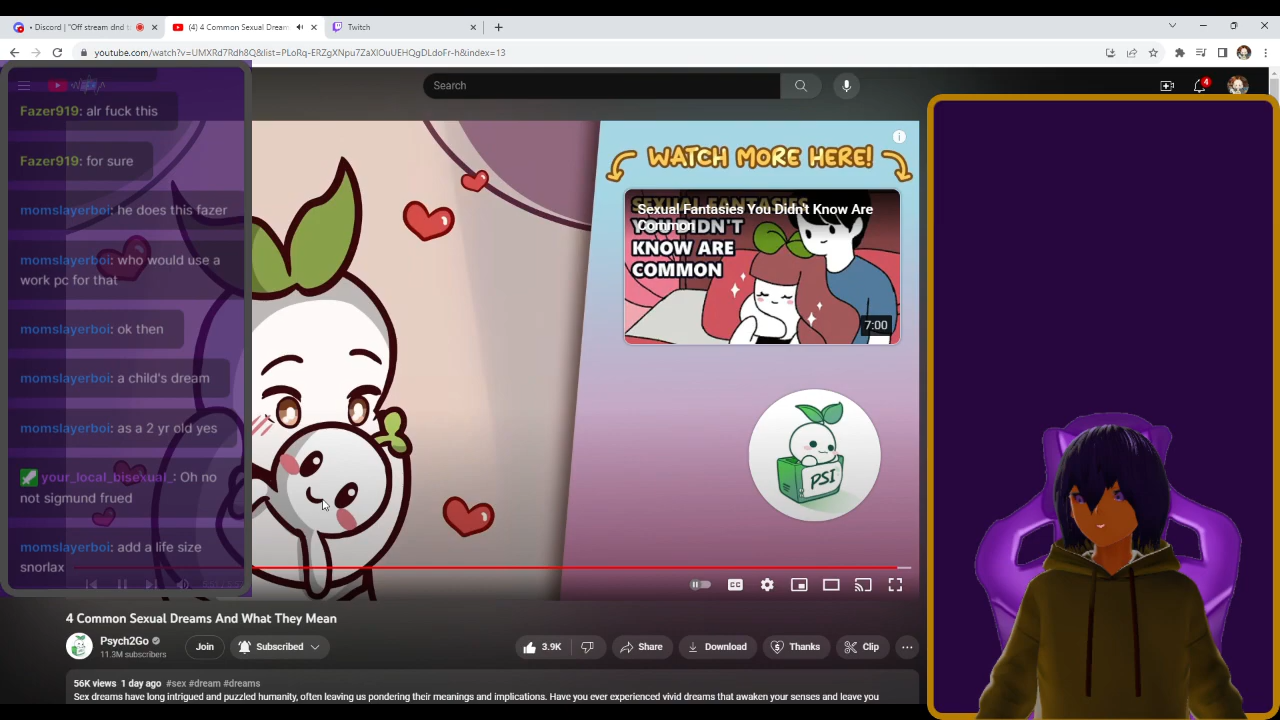 Discord | "Off stream dnd t
(4) 4 Common Sexual Dream
Twitch
youtube.com/watch?v=UMXRd7Rdh8Q&list=PLoRq-ERZgXNpu7ZaXlOuUEHQgDLdoFr-h&index=13
Search
4
Fazer919: alr fuck this
Fazer919: for sure
momslayerboi: he does this fazer
momslayerboi: who would use a
work pc for that
momslayerboi: ok then
momslayerboi: a child's dream
momslayerboi: as a 2 yr old yes
your_local_bisexual_: Oh no
not sigmund frued
momslayerboi: add a life size
snorlax
WATCH MORE HERE!
Sexual Fantasies You Didn't Know Are
Common
SEXUAL FANTASIES
YOU DIDN'T
KNOW ARE
COMMON
7:00
PSI
4 Common Sexual Dreams And What They Mean
Psych2Go
11.3M subscribers
Join
Subscribed
3.9K
Share
Download
Thanks
Clip
56K views 1 day ago #sex #dream #dreams
Sex dreams have long intrigued and puzzled humanity, often leaving us pondering their meanings and implications. Have you ever experienced vivid dreams that awaken your senses and leave you